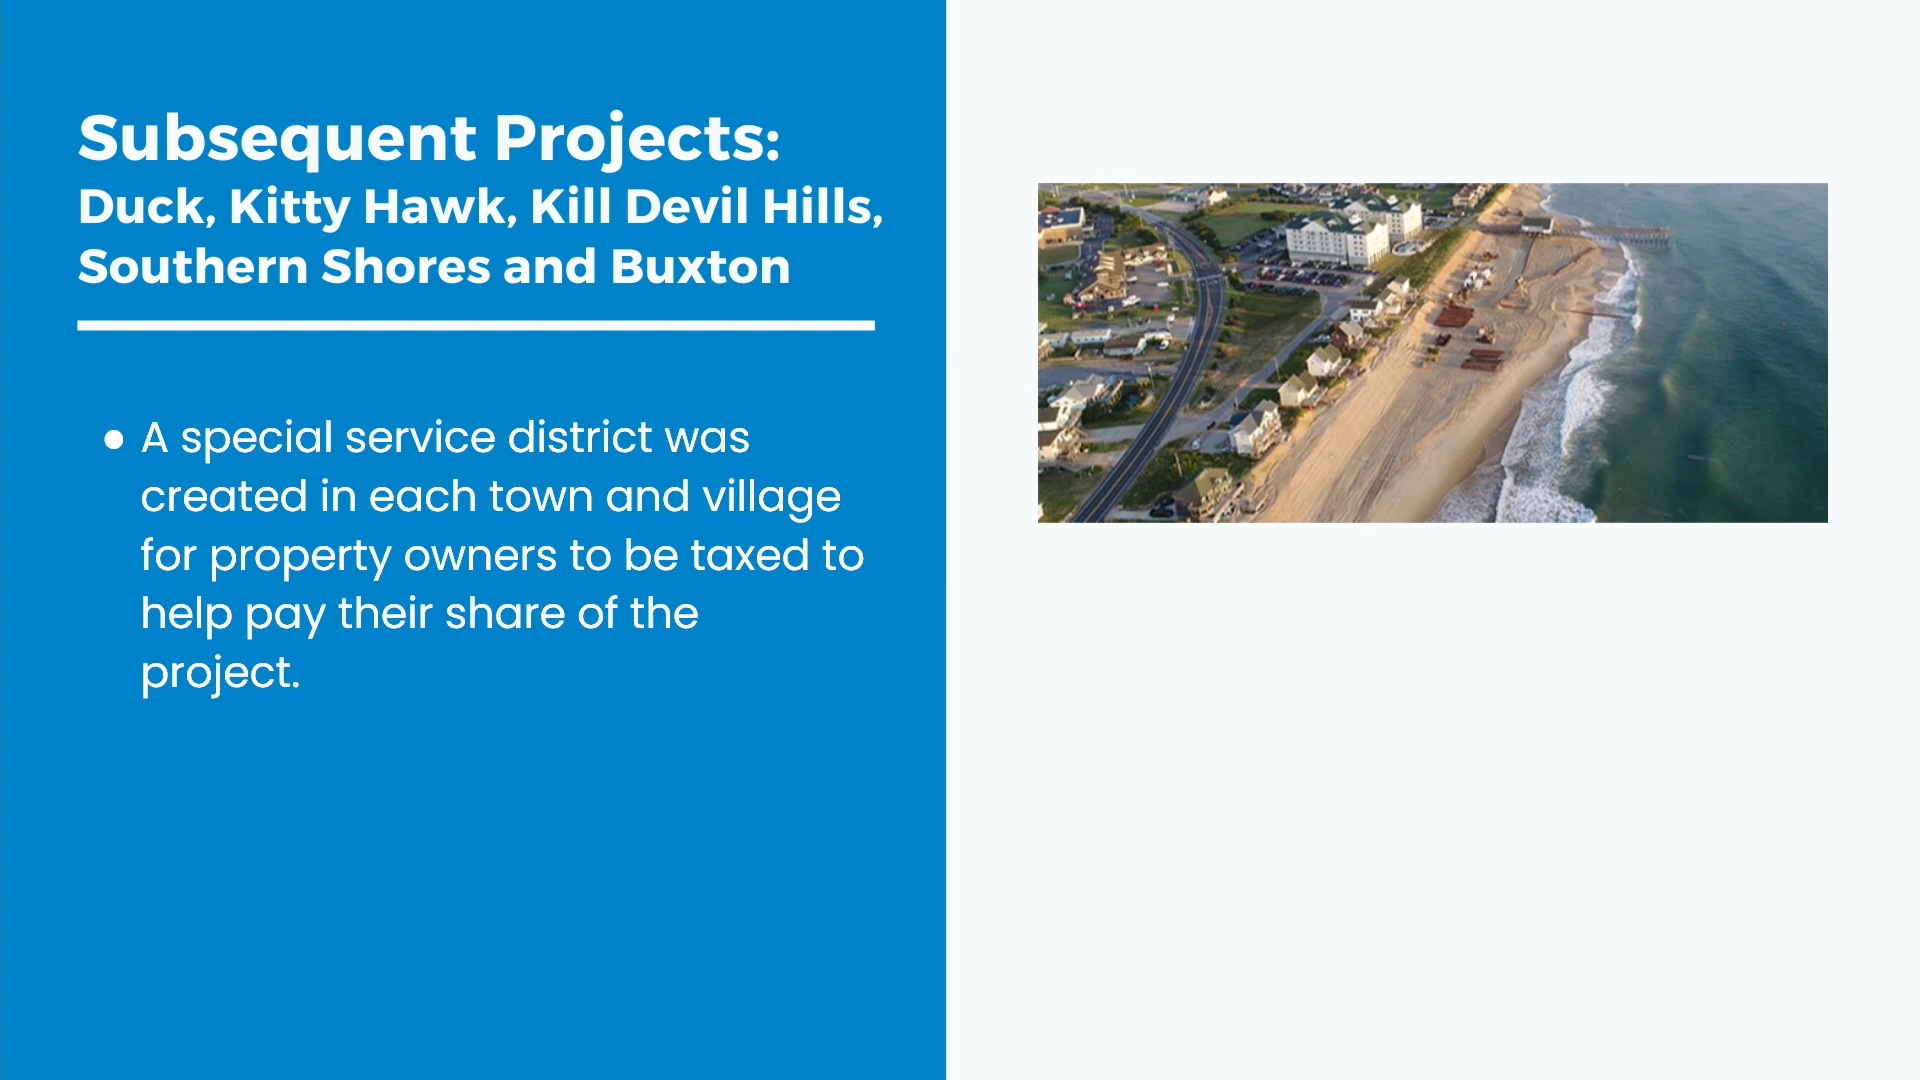 Subsequent Projects:
Duck, Kitty Hawk, Kill Devil Hills,
Southern Shores and Buxton
● A special service district was
created in each town and village
for property owners to be taxed to
help pay their share of the
project.